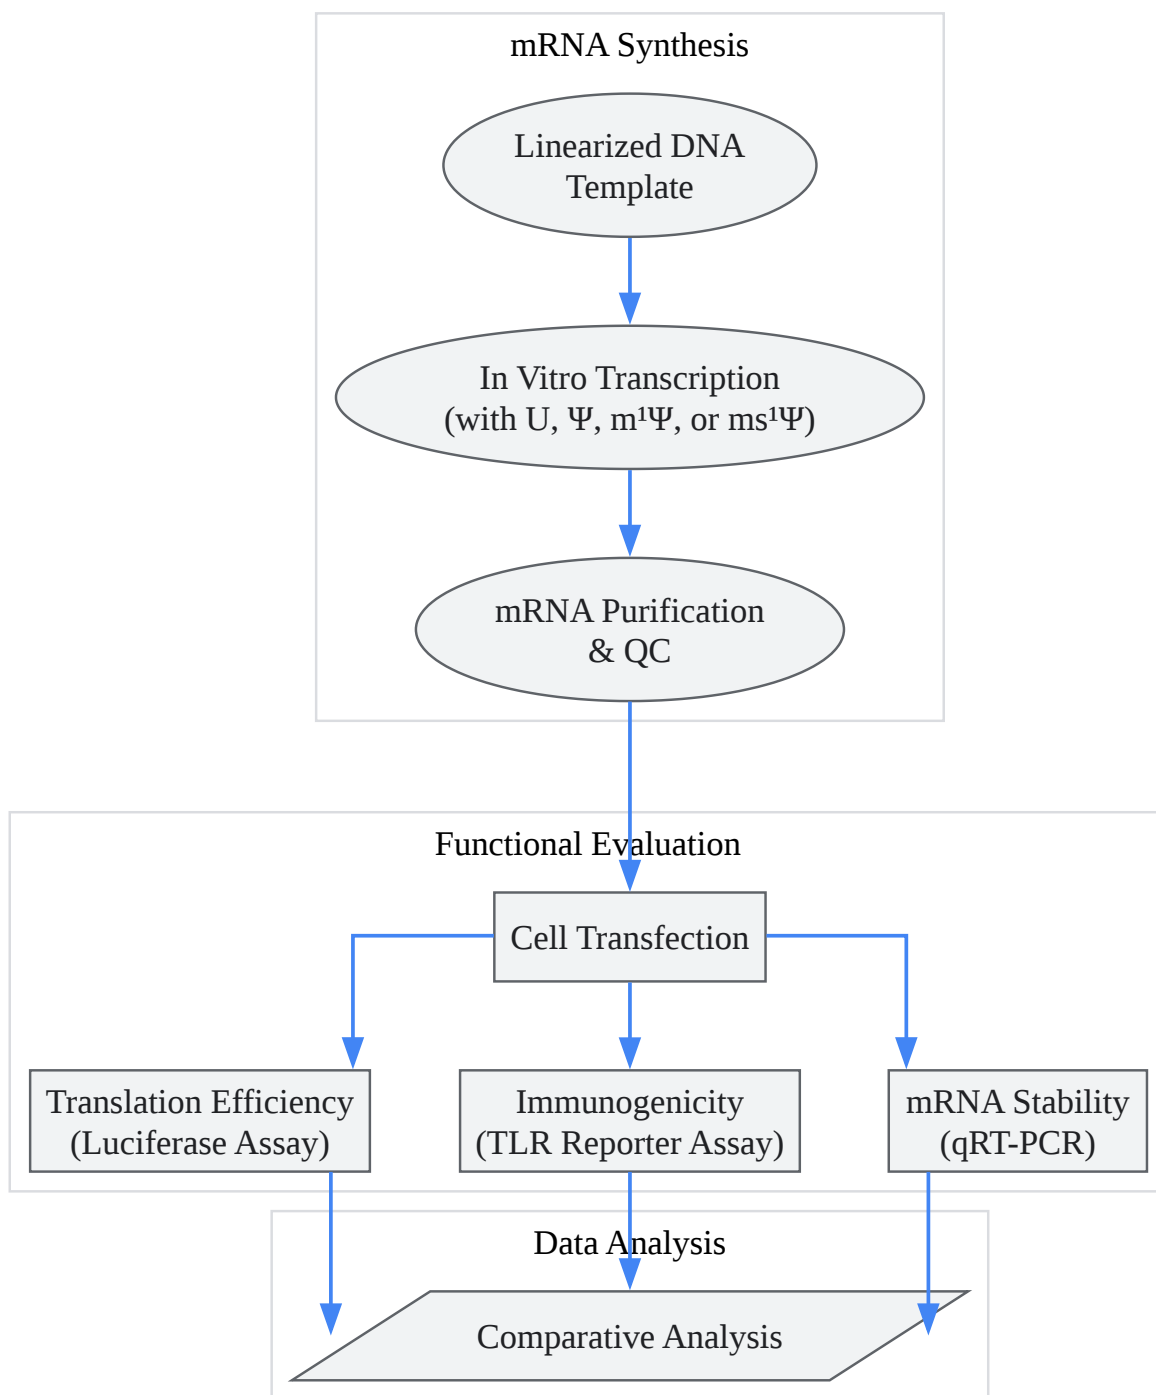 mRNA Synthesis
Linearized DNA
Template
In Vitro Transcription
(with U, Ψ, m¹Ψ, or ms¹Ψ)
mRNA Purification
& QC
Functional Evaluation
Cell Transfection
Translation Efficiency
(Luciferase Assay)
Immunogenicity
(TLR Reporter Assay)
mRNA Stability
(qRT-PCR)
Data Analysis
Comparative Analysis